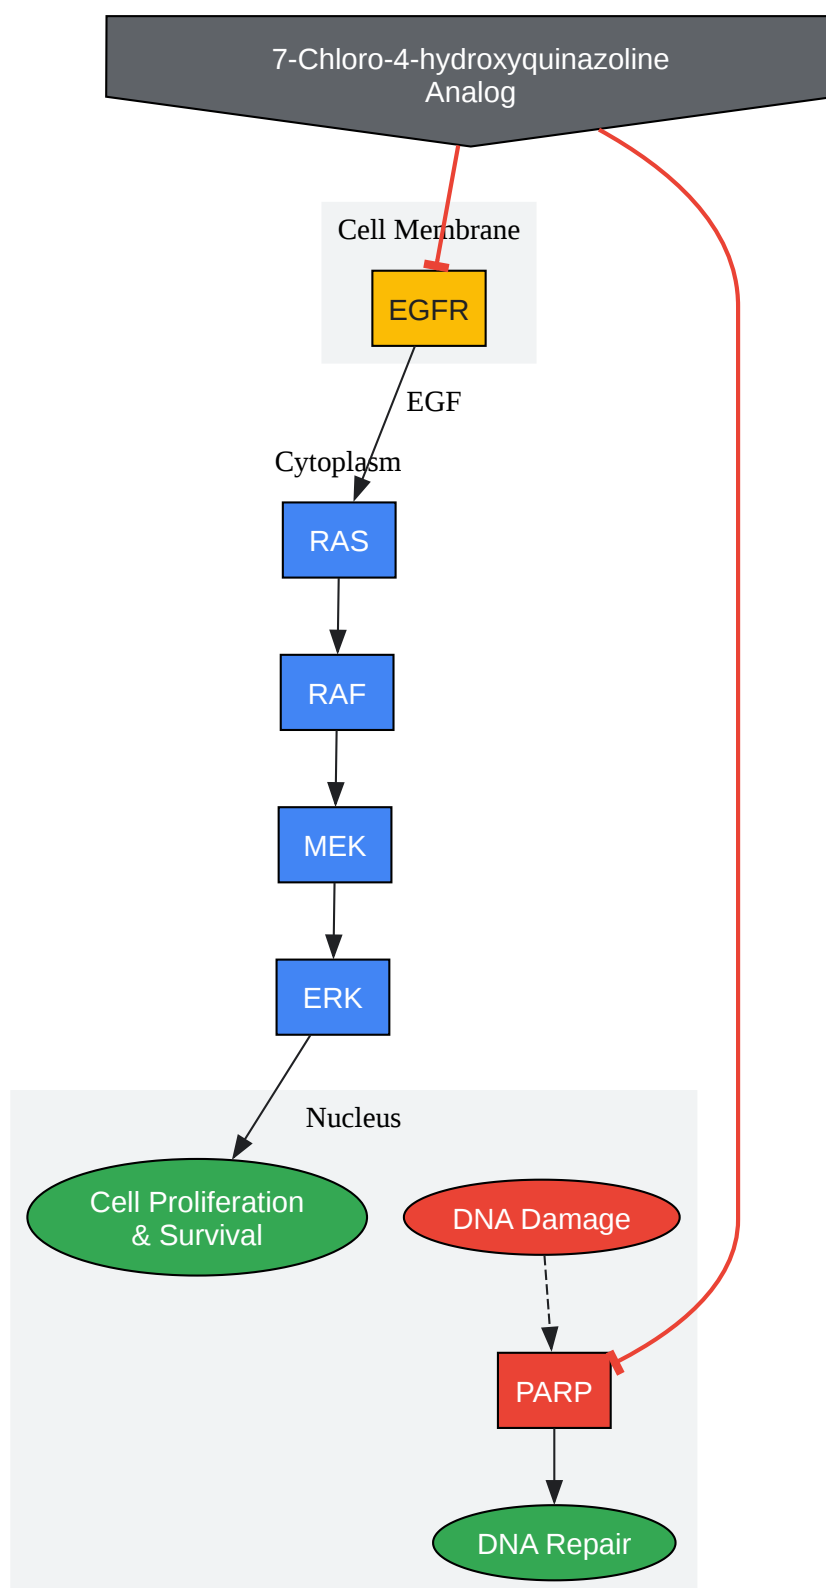 7-Chloro-4-hydroxyquinazoline
Analog
Cell Membrane
EGFR
EGF
Cytoplasm
RAS
RAF
MEK
ERK
Nucleus
Cell Proliferation
& Survival
DNA Damage
PARP
DNA Repair